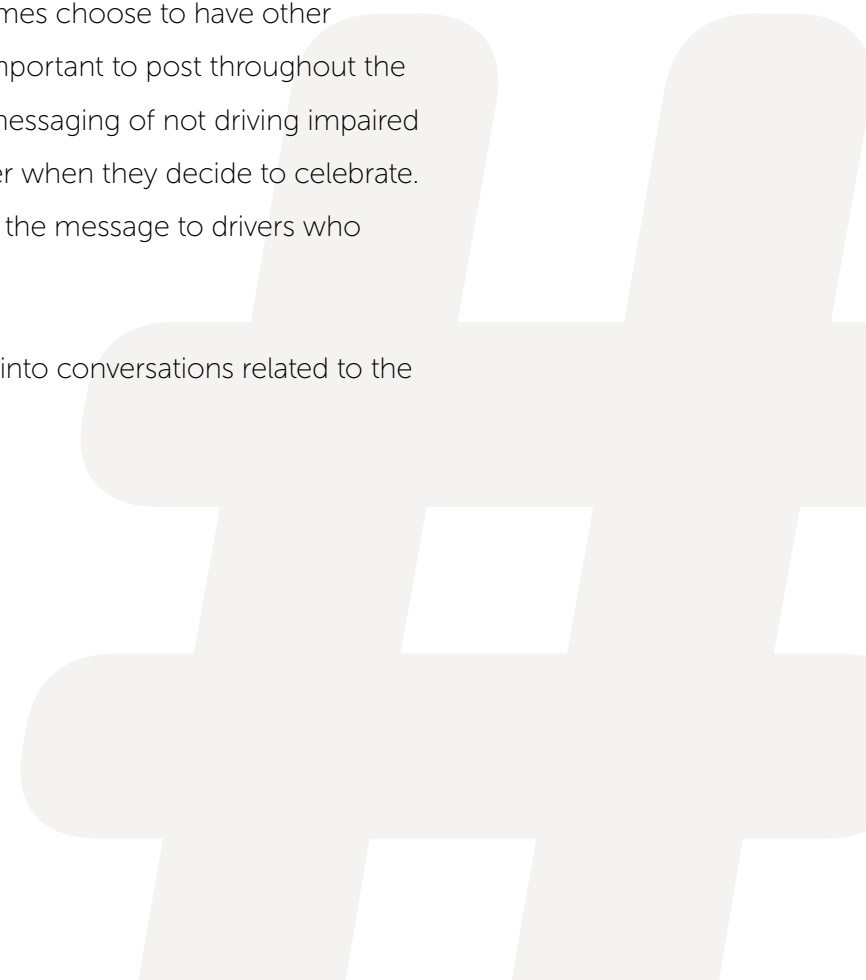 mes choose to have other
mportant to post throughout the
nessaging of not driving impaired
er when they decide to celebrate.
the message to drivers who
into conversations related to the
#